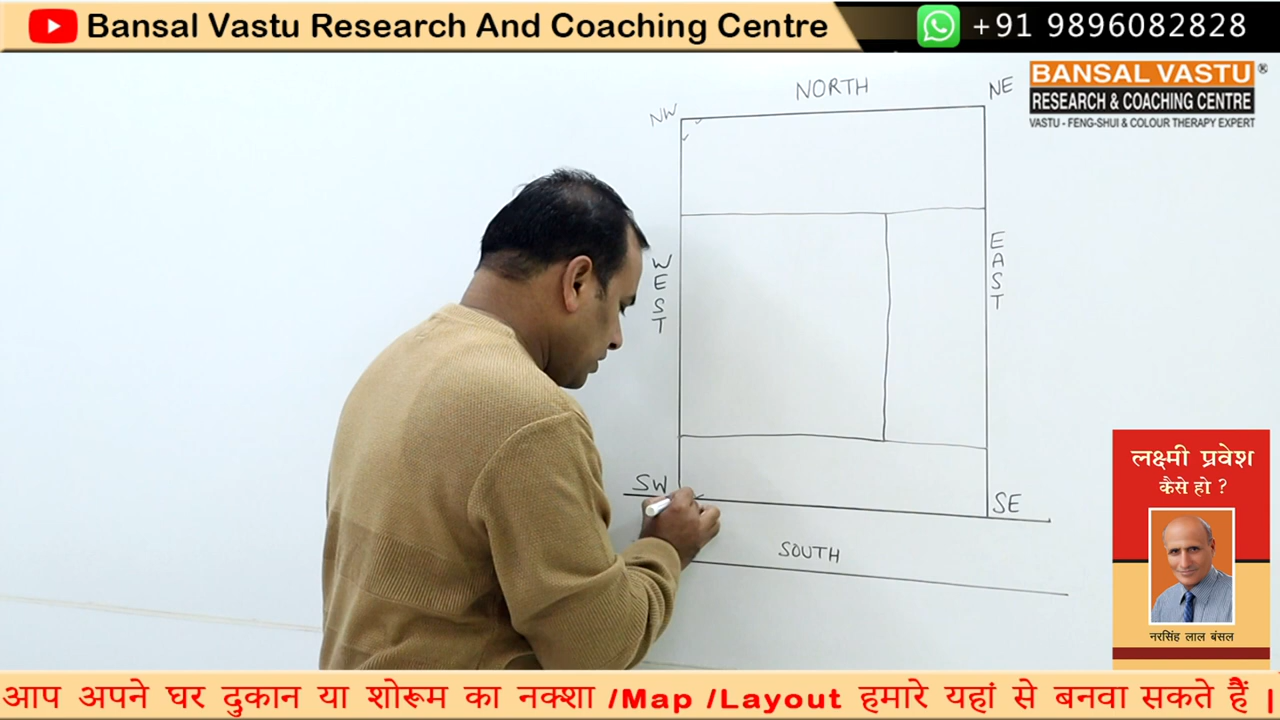 Bansal Vastu Research And Coaching Centre
+91 9896082828
BANSAL VASTU®
RESEARCH & COACHING CENTRE
VASTU - FENG-SHUI & COLOUR THERAPY EXPERT
NORTH
NE
NW
WEST
EAST
SW
SE
SOUTH
लक्ष्मी प्रवेश
कैसे हो ?
नरसिंह लाल बंसल
आप अपने घर दुकान या शोरूम का नक्शा /Map /Layout हमारे यहां से बनवा सकते हैं |